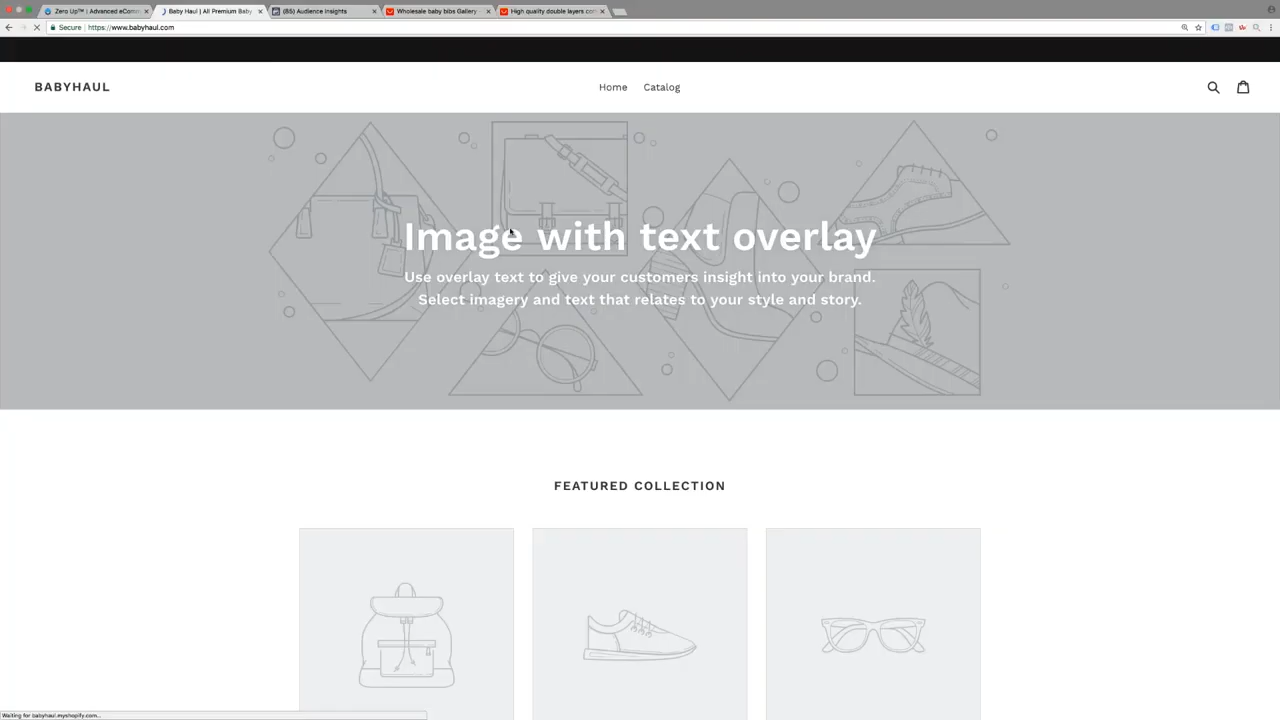 Zero Up™ | Advanced eComm
Baby Haul | All Premium Baby
(85) Audience Insights
Wholesale baby bibs Gallery
High quality double layers con
Secure
https://www.babyhaul.com
BABYHAUL
Home
Catalog
Image with text overlay
Use overlay text to give your customers insight into your brand.
Select imagery and text that relates to your style and story.
FEATURED COLLECTION
Waiting for babyhaul.myshopify.com...